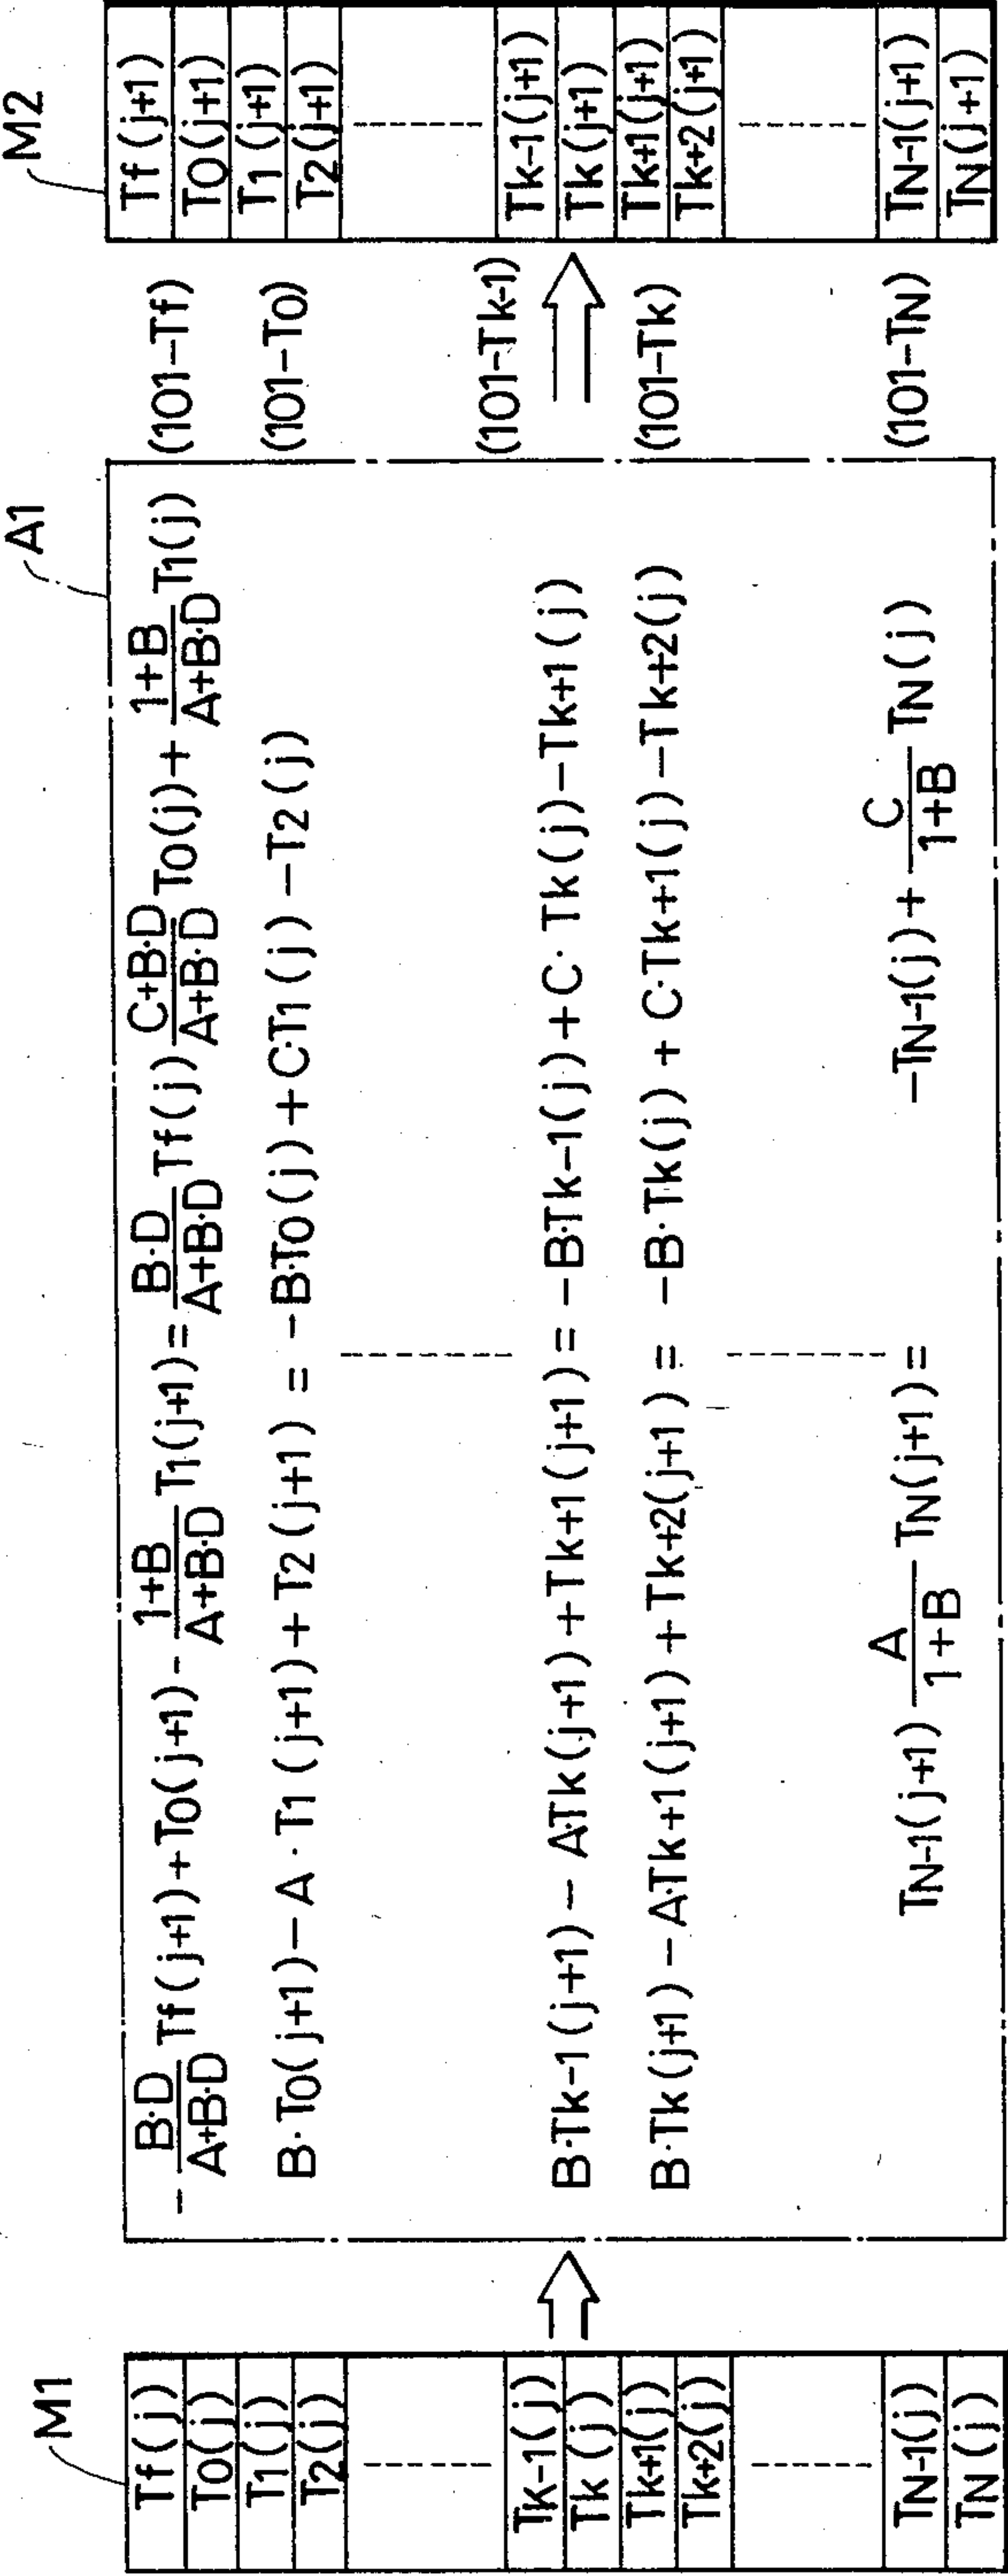 M1
Tf(j)
T0(j)
T1(j)
T2(j)
Tk-1(j)
Tk(j)
Tk+1(j)
Tk+2(j)
TN-1(j)
TN(j)
A1
-B·D/A+B·D Tf(j+1)+T0(j+1)-1+B/A+B·D T1(j+1)=B·D/A+B·D Tf(j) C+B·D/A+B·D T0(j)+1+B/A+B·D T1(j)
B·T0(j+1)-A·T1(j+1)+T2(j+1)=-B·T0(j)+C·T1(j)-T2(j)
B·Tk-1(j+1)-A·Tk(j+1)+Tk+1(j+1)=-B·Tk-1(j)+C·Tk(j)-Tk+1(j)
B·Tk(j+1)-A·Tk+1(j+1)+Tk+2(j+1)=-B·Tk(j)+C·Tk+1(j)-Tk+2(j)
TN-1(j+1) A/1+B TN(j+1)= -TN-1(j)+C/1+B TN(j)
(101-Tf)
(101-T0)
(101-Tk-1)
(101-Tk)
(101-TN)
M2
Tf(j+1)
T0(j+1)
T1(j+1)
T2(j+1)
Tk-1(j+1)
Tk(j+1)
Tk+1(j+1)
Tk+2(j+1)
TN-1(j+1)
TN(j+1)